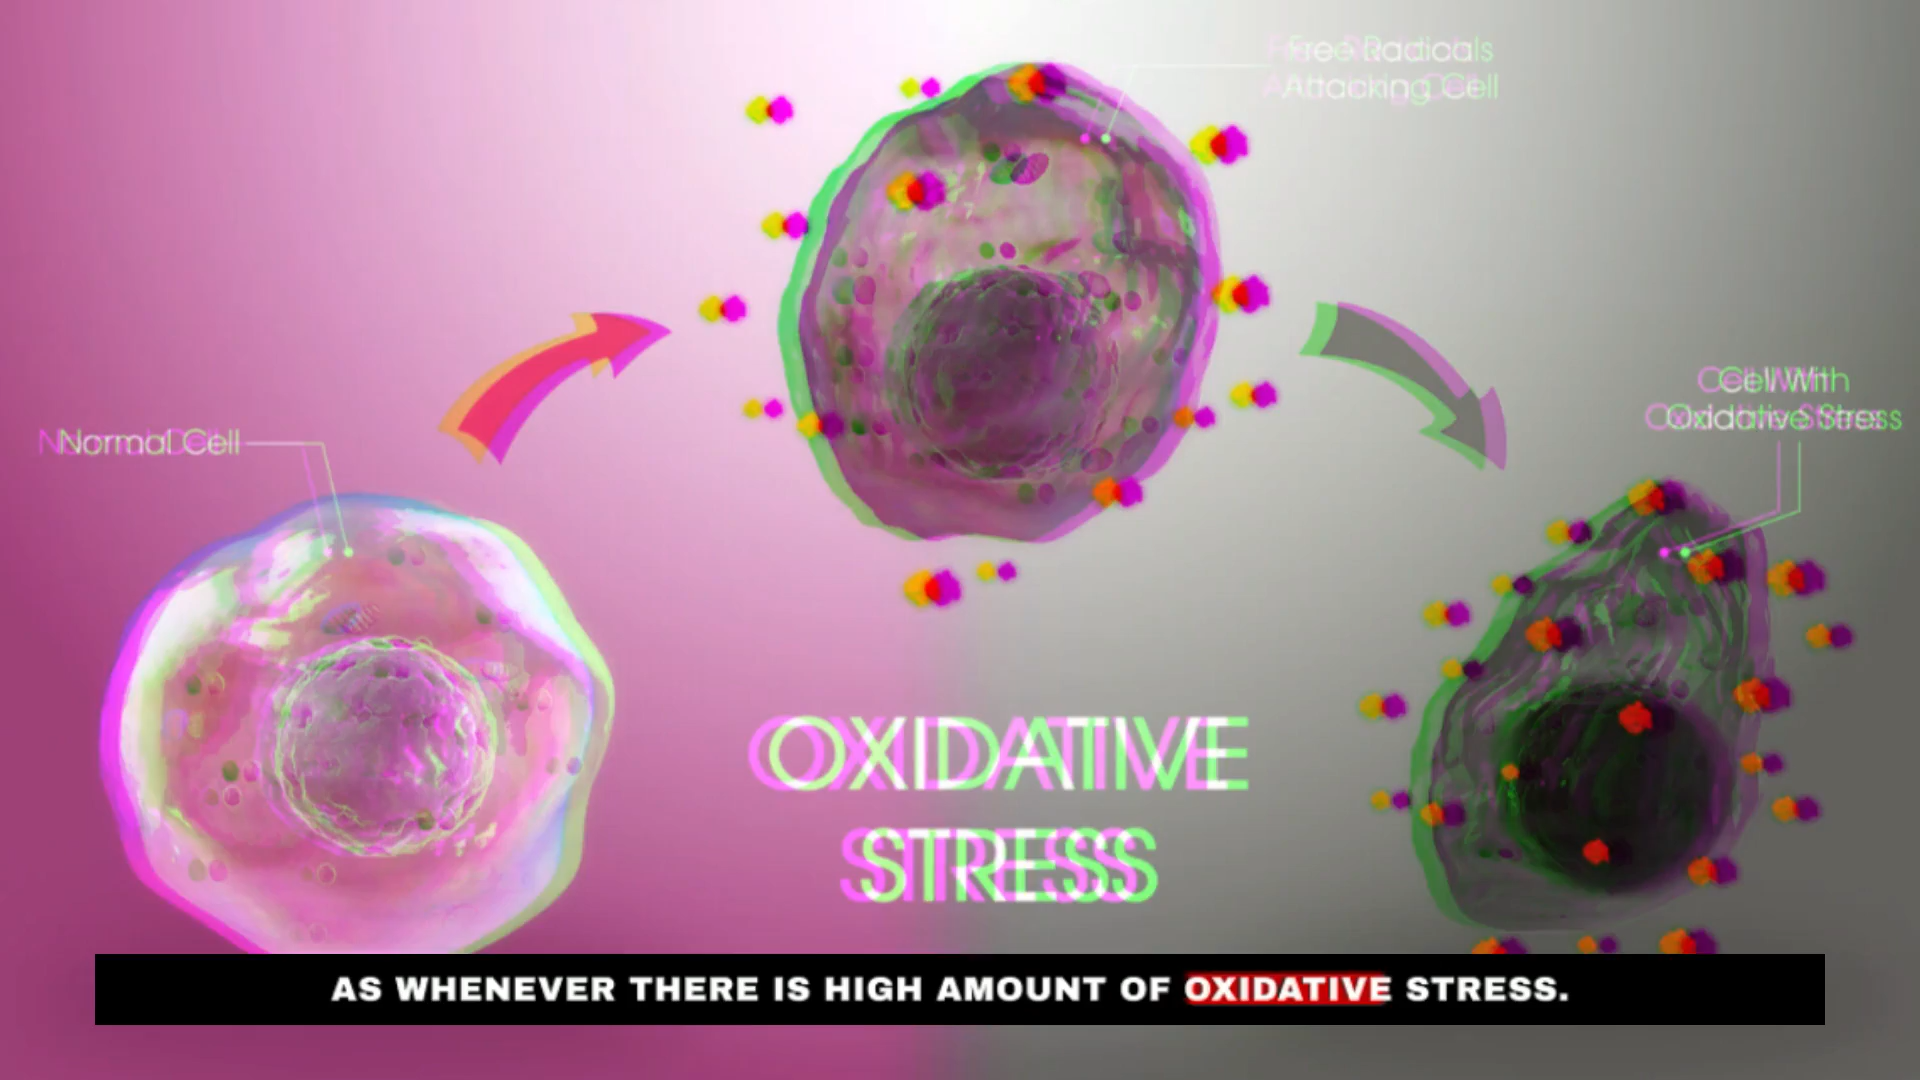 Free Radicals
Attacking Cell
Cell With
Oxidative Stress
Normal Cell
OXIDATIVE
STRESS
AS WHENEVER THERE IS HIGH AMOUNT OF OXIDATIVE STRESS.